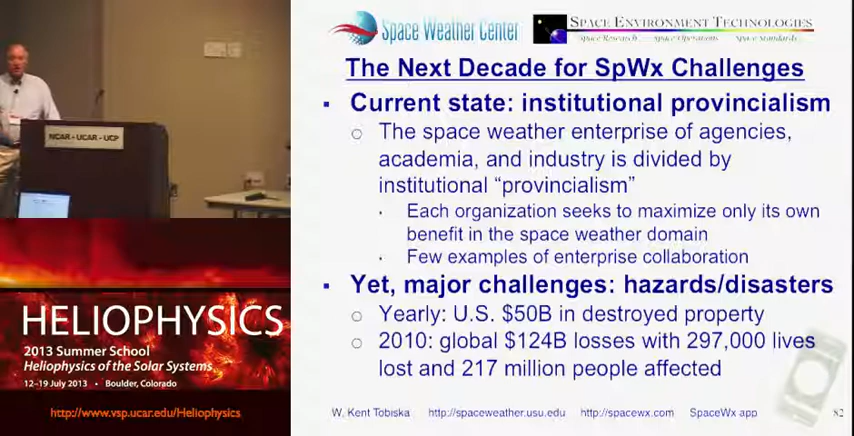 Space Weather Center
SPACE ENVIRONMENT TECHNOLOGIES
Space Research Space Operations Space Standards
The Next Decade for SpWx Challenges
▪ Current state: institutional provincialism
○ The space weather enterprise of agencies,
academia, and industry is divided by
institutional “provincialism”
· Each organization seeks to maximize only its own
benefit in the space weather domain
· Few examples of enterprise collaboration
▪ Yet, major challenges: hazards/disasters
○ Yearly: U.S. $50B in destroyed property
○ 2010: global $124B losses with 297,000 lives
lost and 217 million people affected
W. Kent Tobiska http://spaceweather.usu.edu http://spacewx.com SpaceWx app 82
NCAR - UCAR - UCP
HELIOPHYSICS
2013 Summer School
Heliophysics of the Solar Systems
12–19 July 2013 • Boulder, Colorado
http://www.vsp.ucar.edu/Heliophysics